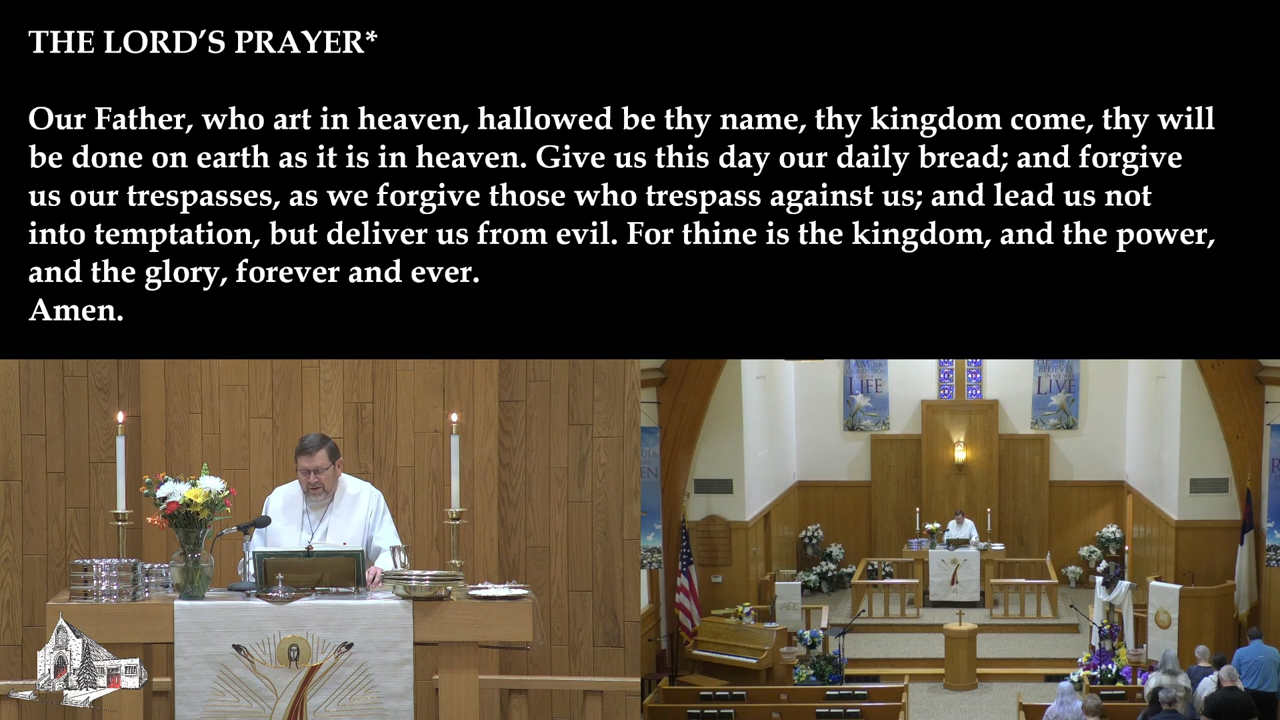 THE LORD'S PRAYER*
Our Father, who art in heaven, hallowed be thy name, thy kingdom come, thy will
be done on earth as it is in heaven. Give us this day our daily bread; and forgive
us our trespasses, as we forgive those who trespass against us; and lead us not
into temptation, but deliver us from evil. For thine is the kingdom, and the power,
and the glory, forever and ever.
Amen.
LIFE
BELIEVES
LIVE